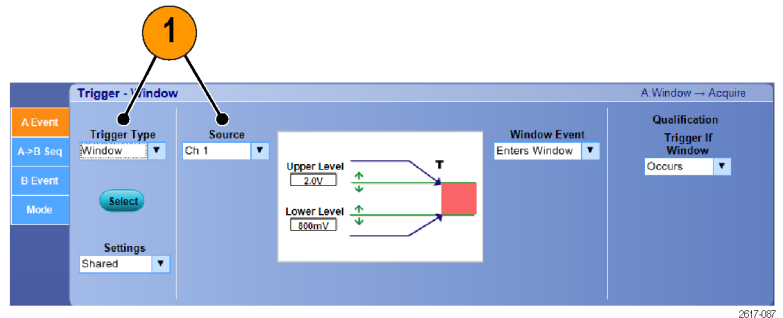 1
Trigger - Window
A:Window → Acquire
A Event
A->B Seq
B Event
Mode
Trigger Type
Window
Select
Settings
Shared
Source
Ch 1
Upper Level
2.0V
Lower Level
800mV
T
Window Event
Enters Window
Qualification
Trigger If
Window
Occurs
2617-087